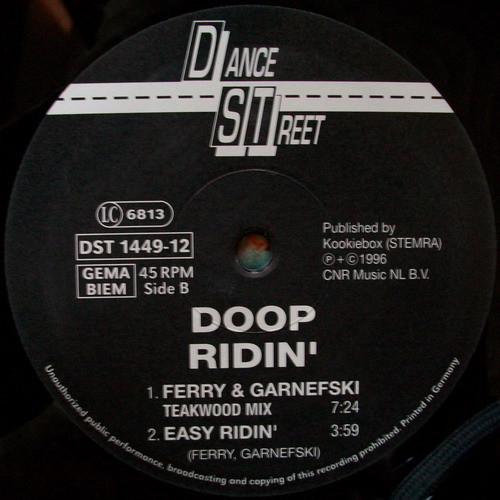 DANCE
STREET
LC 6813
DST 1449-12
GEMA
BIEM
45 RPM
Side B
Published by
Kookiebox (STEMRA)
℗+©1996
CNR Music NL B.V.
DOOP
RIDIN'
1. FERRY & GARNEFSKI
TEAKWOOD MIX 7:24
2. EASY RIDIN' 3:59
(FERRY, GARNEFSKI)
Unauthorized public performance, broadcasting and copying of this recording prohibited. Printed in Germany